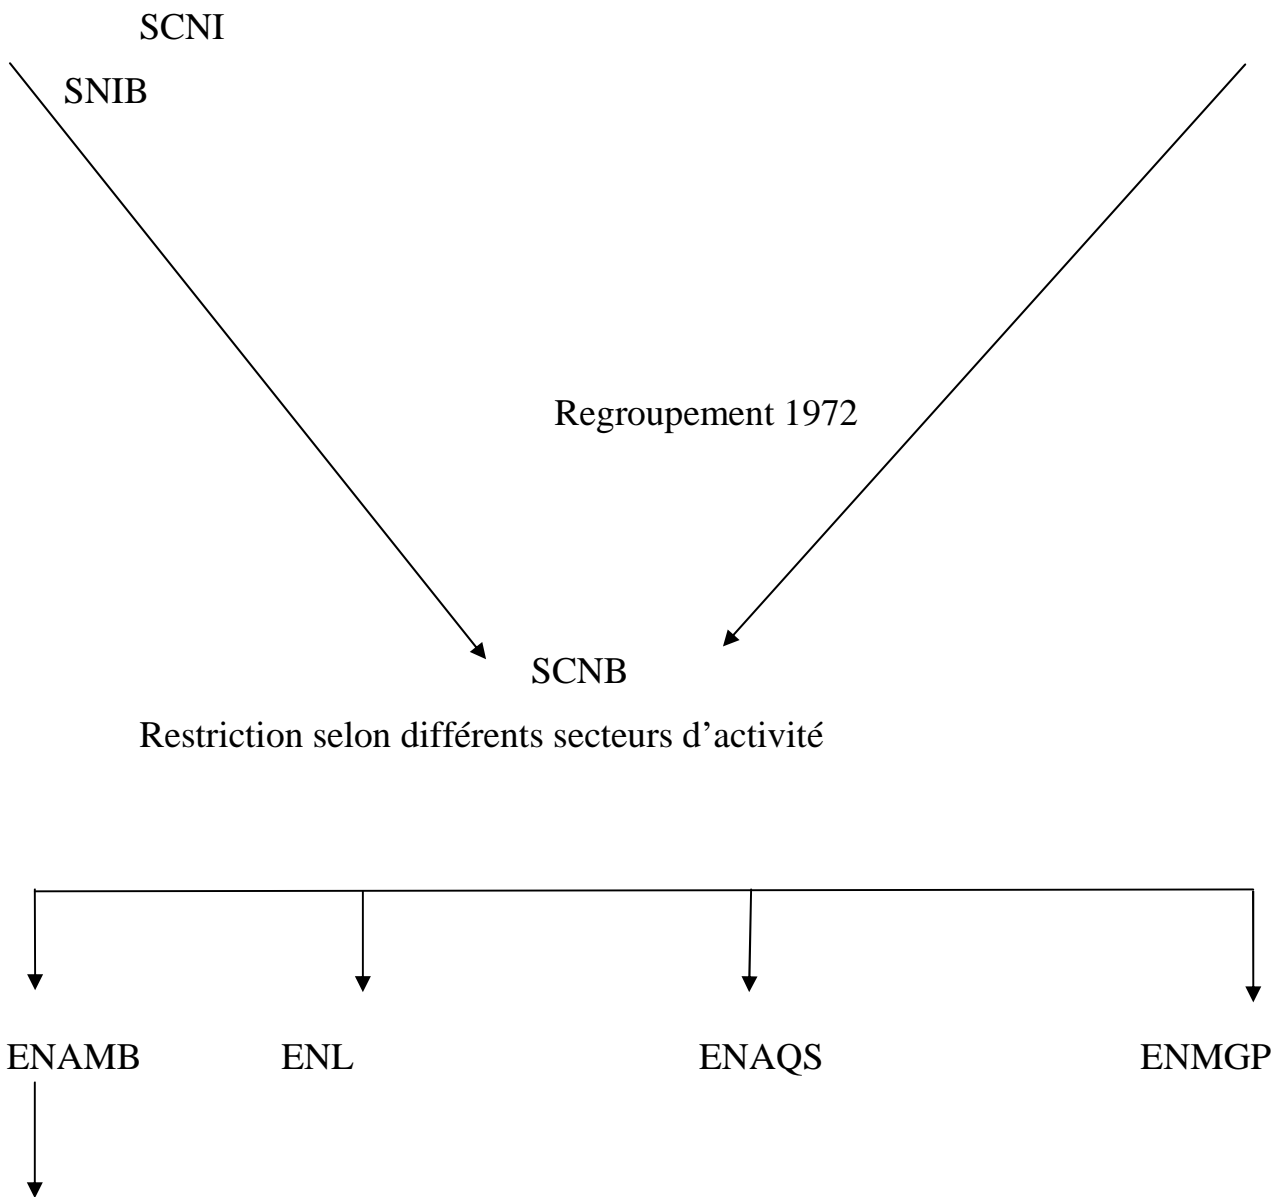 SCNI
SNIB
Regroupement 1972
SCNB
Restriction selon différents secteurs d’activité
ENAMB ENL ENAQS ENMGP